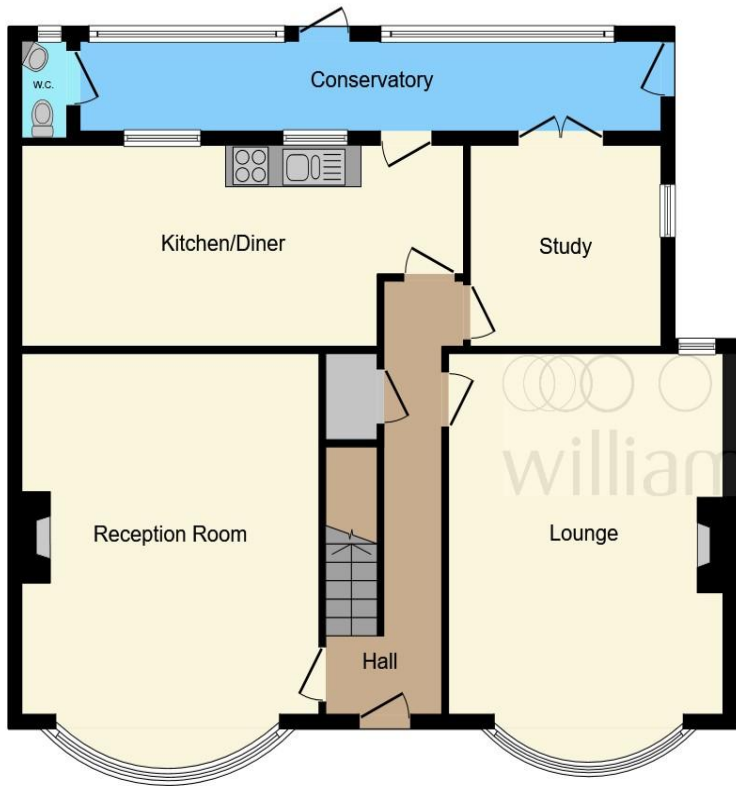 Conservatory
W.C.
Kitchen/Diner
Study
Reception Room
Lounge
Hall
william